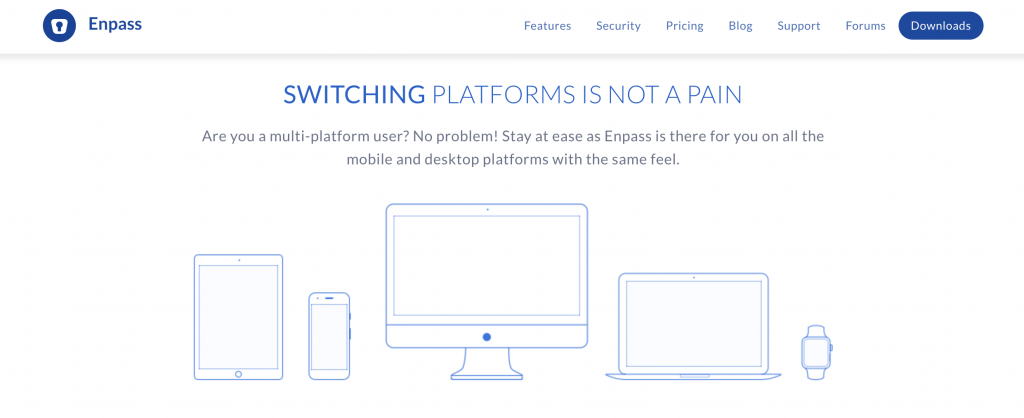 Enpass
Features Security Pricing Blog Support Forums Downloads
SWITCHING PLATFORMS IS NOT A PAIN
Are you a multi-platform user? No problem! Stay at ease as Enpass is there for you on all the
mobile and desktop platforms with the same feel.